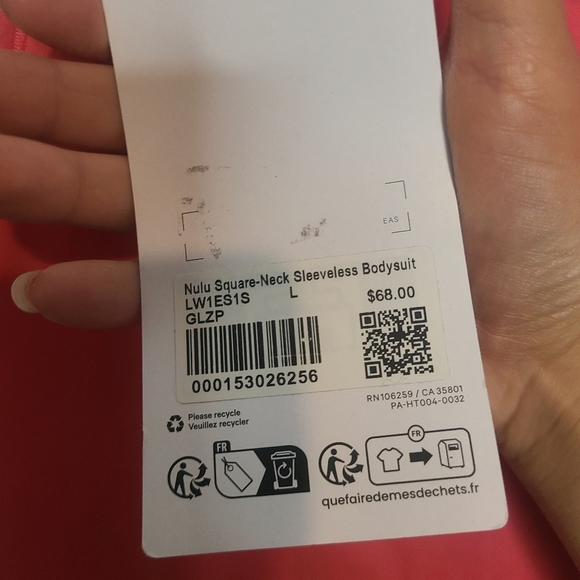 EAS
Nulu Square-Neck Sleeveless Bodysuit
LW1ES1S L $68.00
GLZP
000153026256
RN106259 / CA35801
PA-HT004-0032
Please recycle
Veuillez recycler
FR
FR
quefairedemesdechets.fr